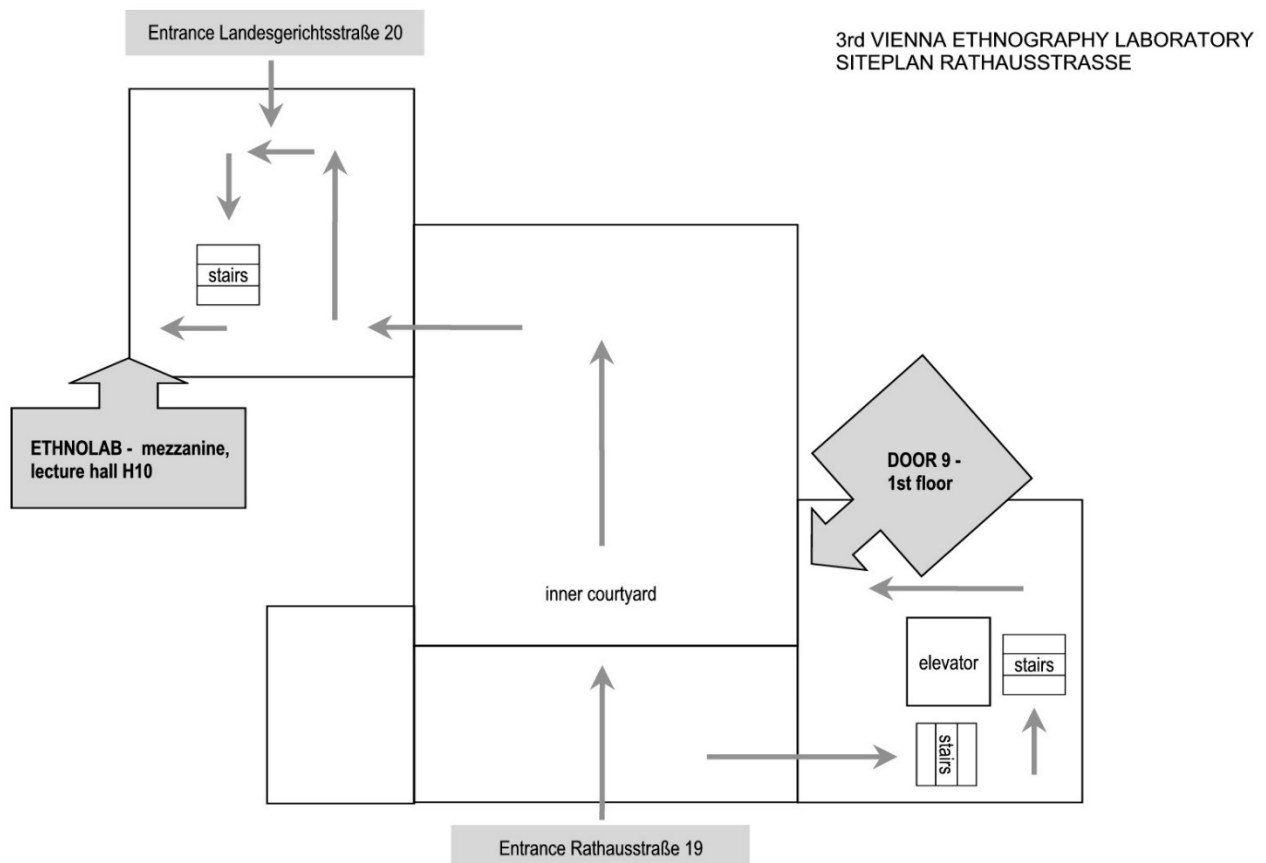 Entrance Landesgerichtsstraße 20
3rd VIENNA ETHNOGRAPHY LABORATORY
SITEPLAN RATHAUSSTRASSE
stairs
ETHNOLAB - mezzanine,
lecture hall H10
DOOR 9 -
1st floor
inner courtyard
elevator
stairs
stairs
Entrance Rathausstraße 19